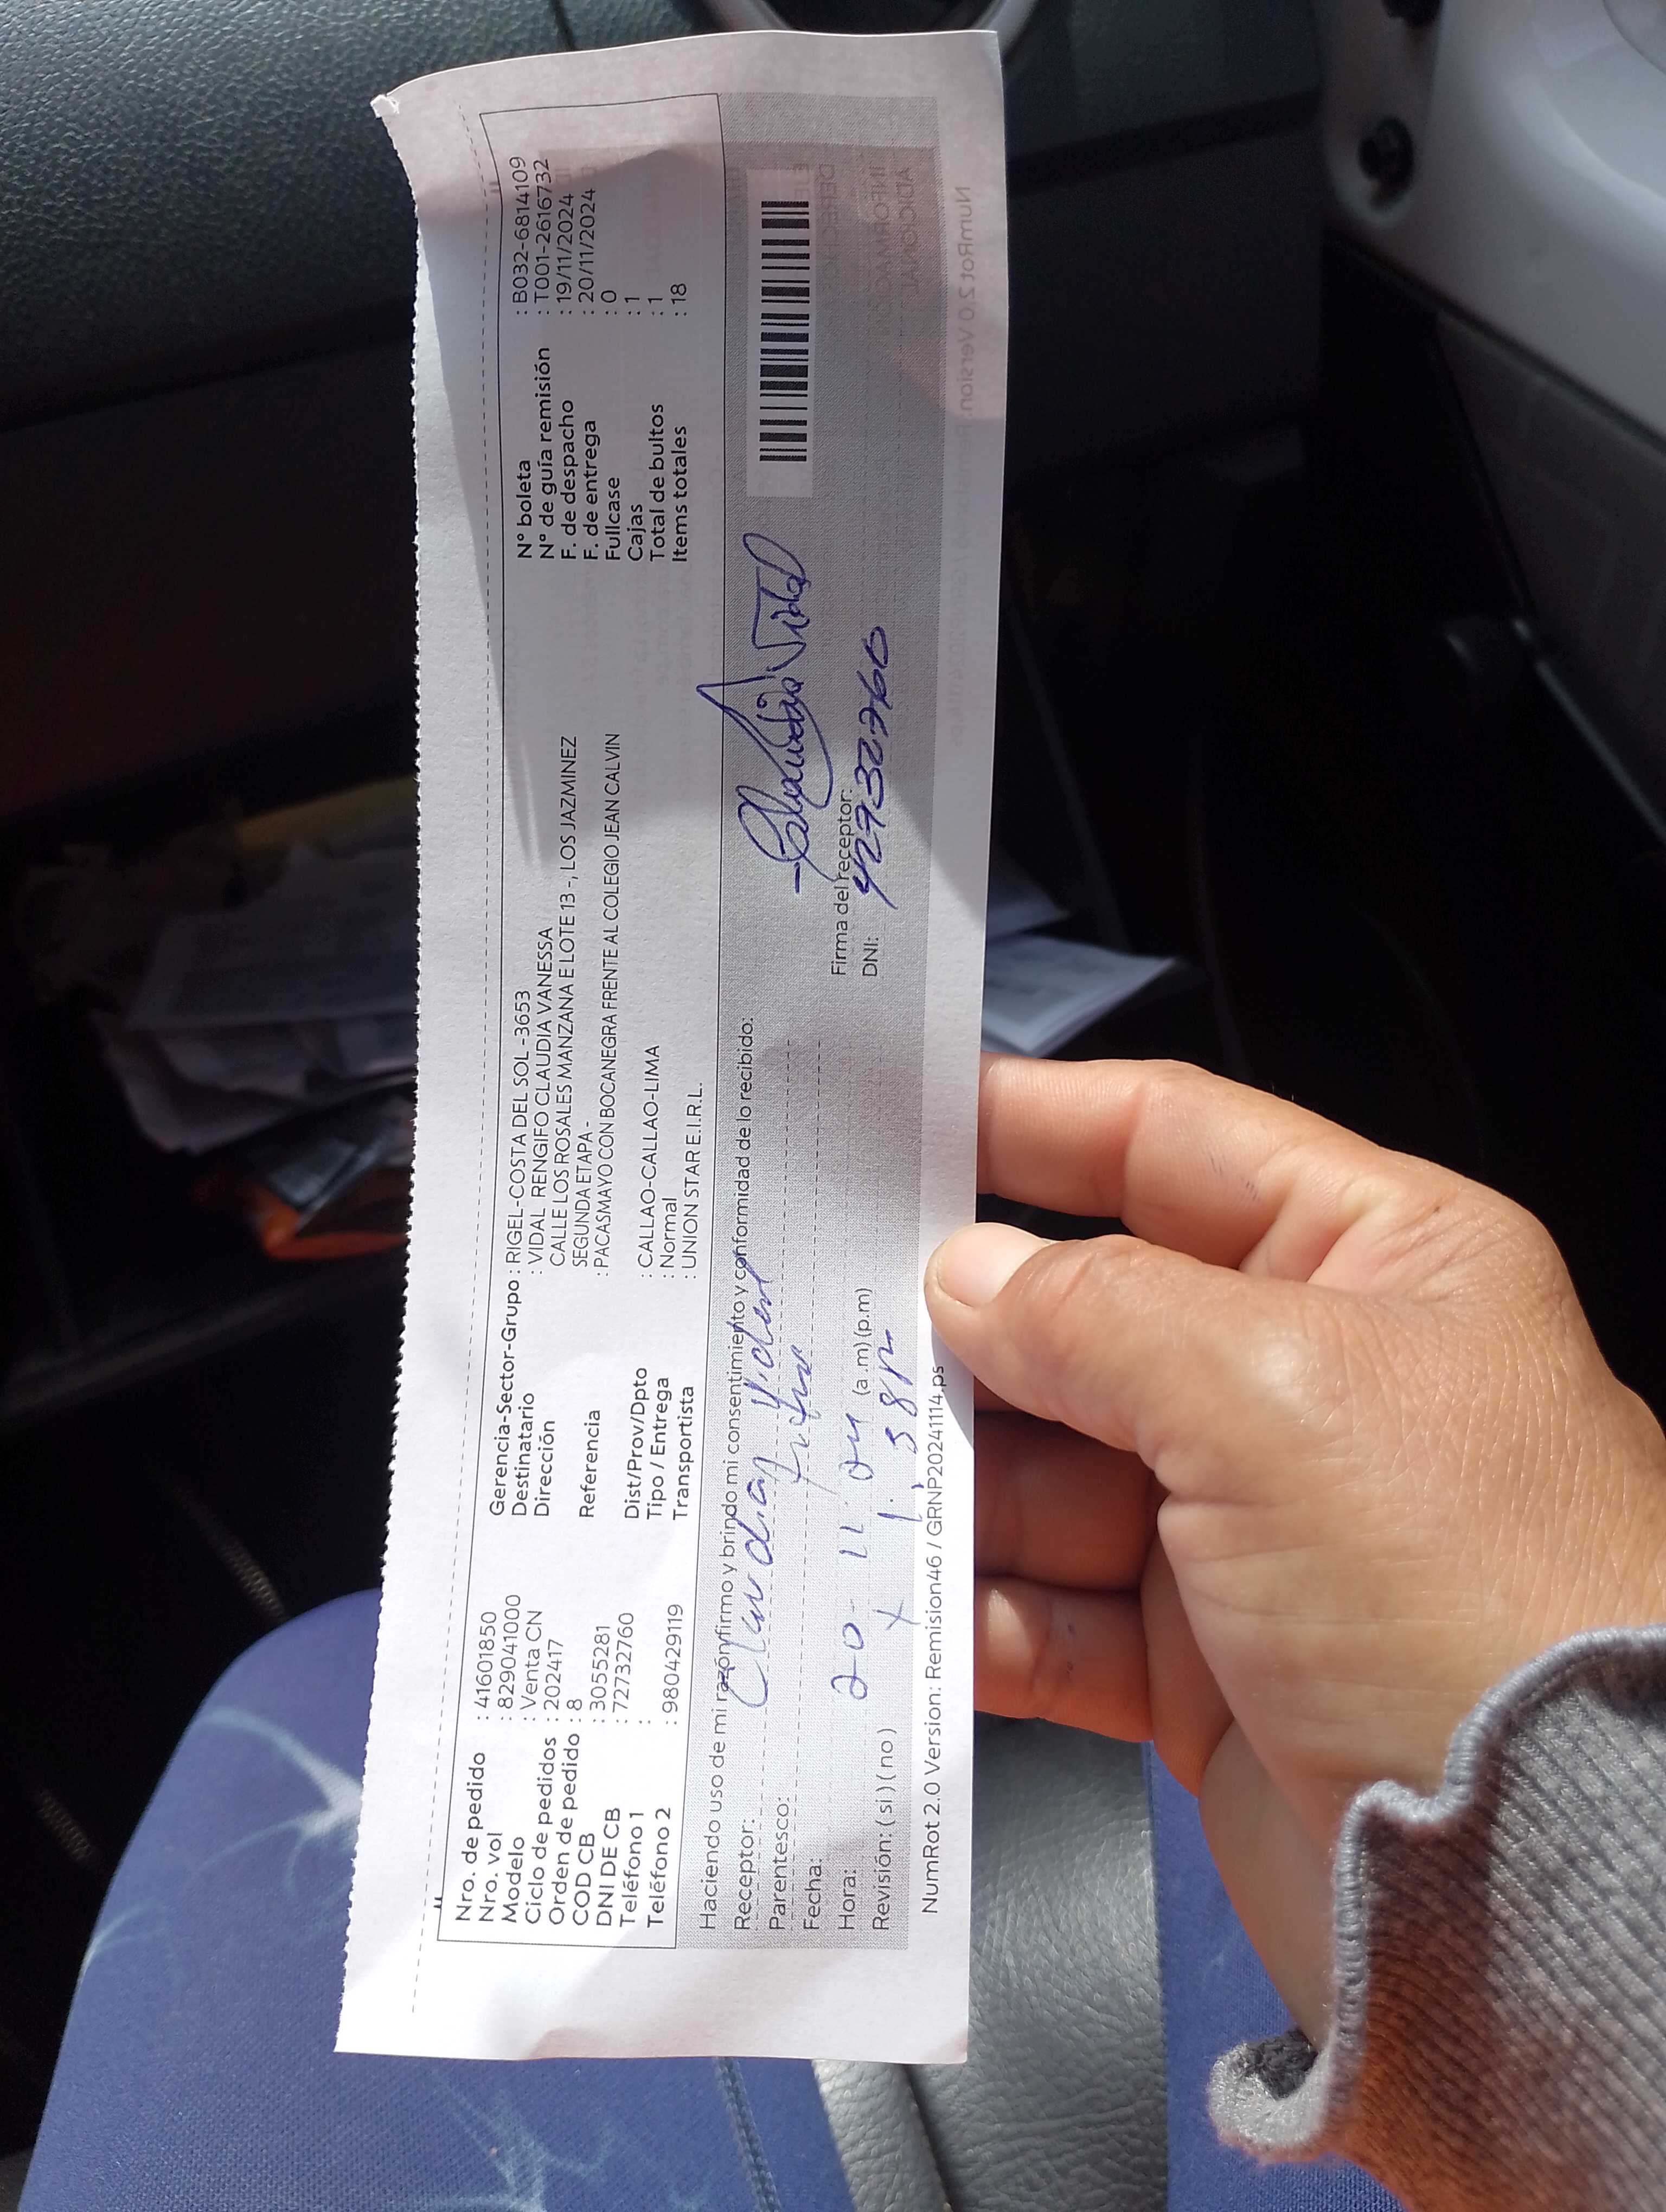 Nro. de pedido : 41601850
Nro. vol : 829041000
Modelo : Venta CN
Ciclo de pedidos : 202417
Orden de pedido : 8
COD CB : 3055281
DNI DE CB : 72732760
Teléfono 1 :
Teléfono 2 : 980429119
Gerencia-Sector-Grupo : RIGEL-COSTA DEL SOL -3653
Destinatario : VIDAL RENGIFO CLAUDIA VANESSA
Dirección CALLE LOS ROSALES MANZANA E LOTE 13 -, LOS JAZMINEZ
SEGUNDA ETAPA -
Referencia : PACASMAYO CON BOCANEGRA FRENTE AL COLEGIO JEAN CALVIN
Dist/Prov/Dpto : CALLAO-CALLAO-LIMA
Tipo / Entrega : Normal
Transportista : UNION STAR E.I.R.L.
N° boleta : B032-6814109
N° de guía remisión : T001-2616732
F. de despacho : 19/11/2024
F. de entrega : 20/11/2024
Fullcase : 0
Cajas : 1
Total de bultos : 1
Items totales : 18
Haciendo uso de mi razón firmo y brindo mi consentimiento y conformidad de lo recibido:
Receptor: Claudia Vidal
Parentesco:
Fecha: 20 11
Hora: (a .m) (p.m)
1:38
Revisión: ( si ) ( no )
Claudia Vidal
Firma del receptor:
DNI: 72732760
NumRot 2.0 Version: Remision46 / GRNP20241114.ps